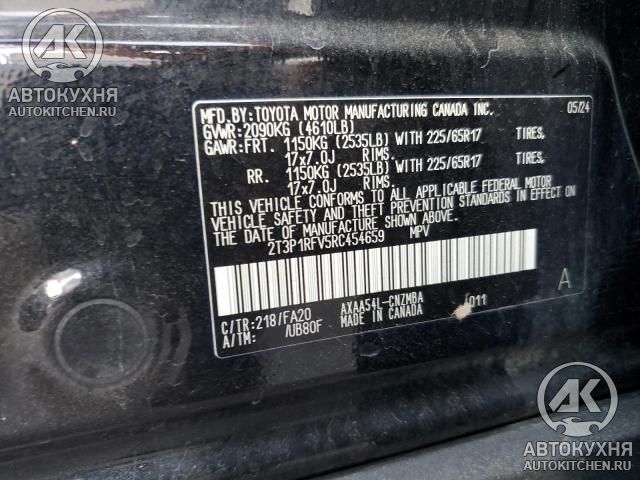 АВТОКУХНЯ
AUTOKITCHEN.RU
MFD.BY:TOYOTA MOTOR MANUFACTURING CANADA INC. 05/24
GVWR:2090KG (4610LB)
GAWR:FRT. 1150KG (2535LB) WITH 225/65R17 TIRES,
17x7.0J RIMS.
RR. 1150KG (2535LB) WITH 225/65R17 TIRES,
17x7.0J RIMS.
THIS VEHICLE CONFORMS TO ALL APPLICABLE FEDERAL MOTOR
VEHICLE SAFETY AND THEFT PREVENTION STANDARDS IN EFFECT ON
THE DATE OF MANUFACTURE SHOWN ABOVE.
2T3P1RFV5RC454659 MPV
A
C/TR:218/FA20 AXAA54L-CNZMBA /011
A/TM: /UB80F MADE IN CANADA
АК
АВТОКУХНЯ
AUTOKITCHEN.RU